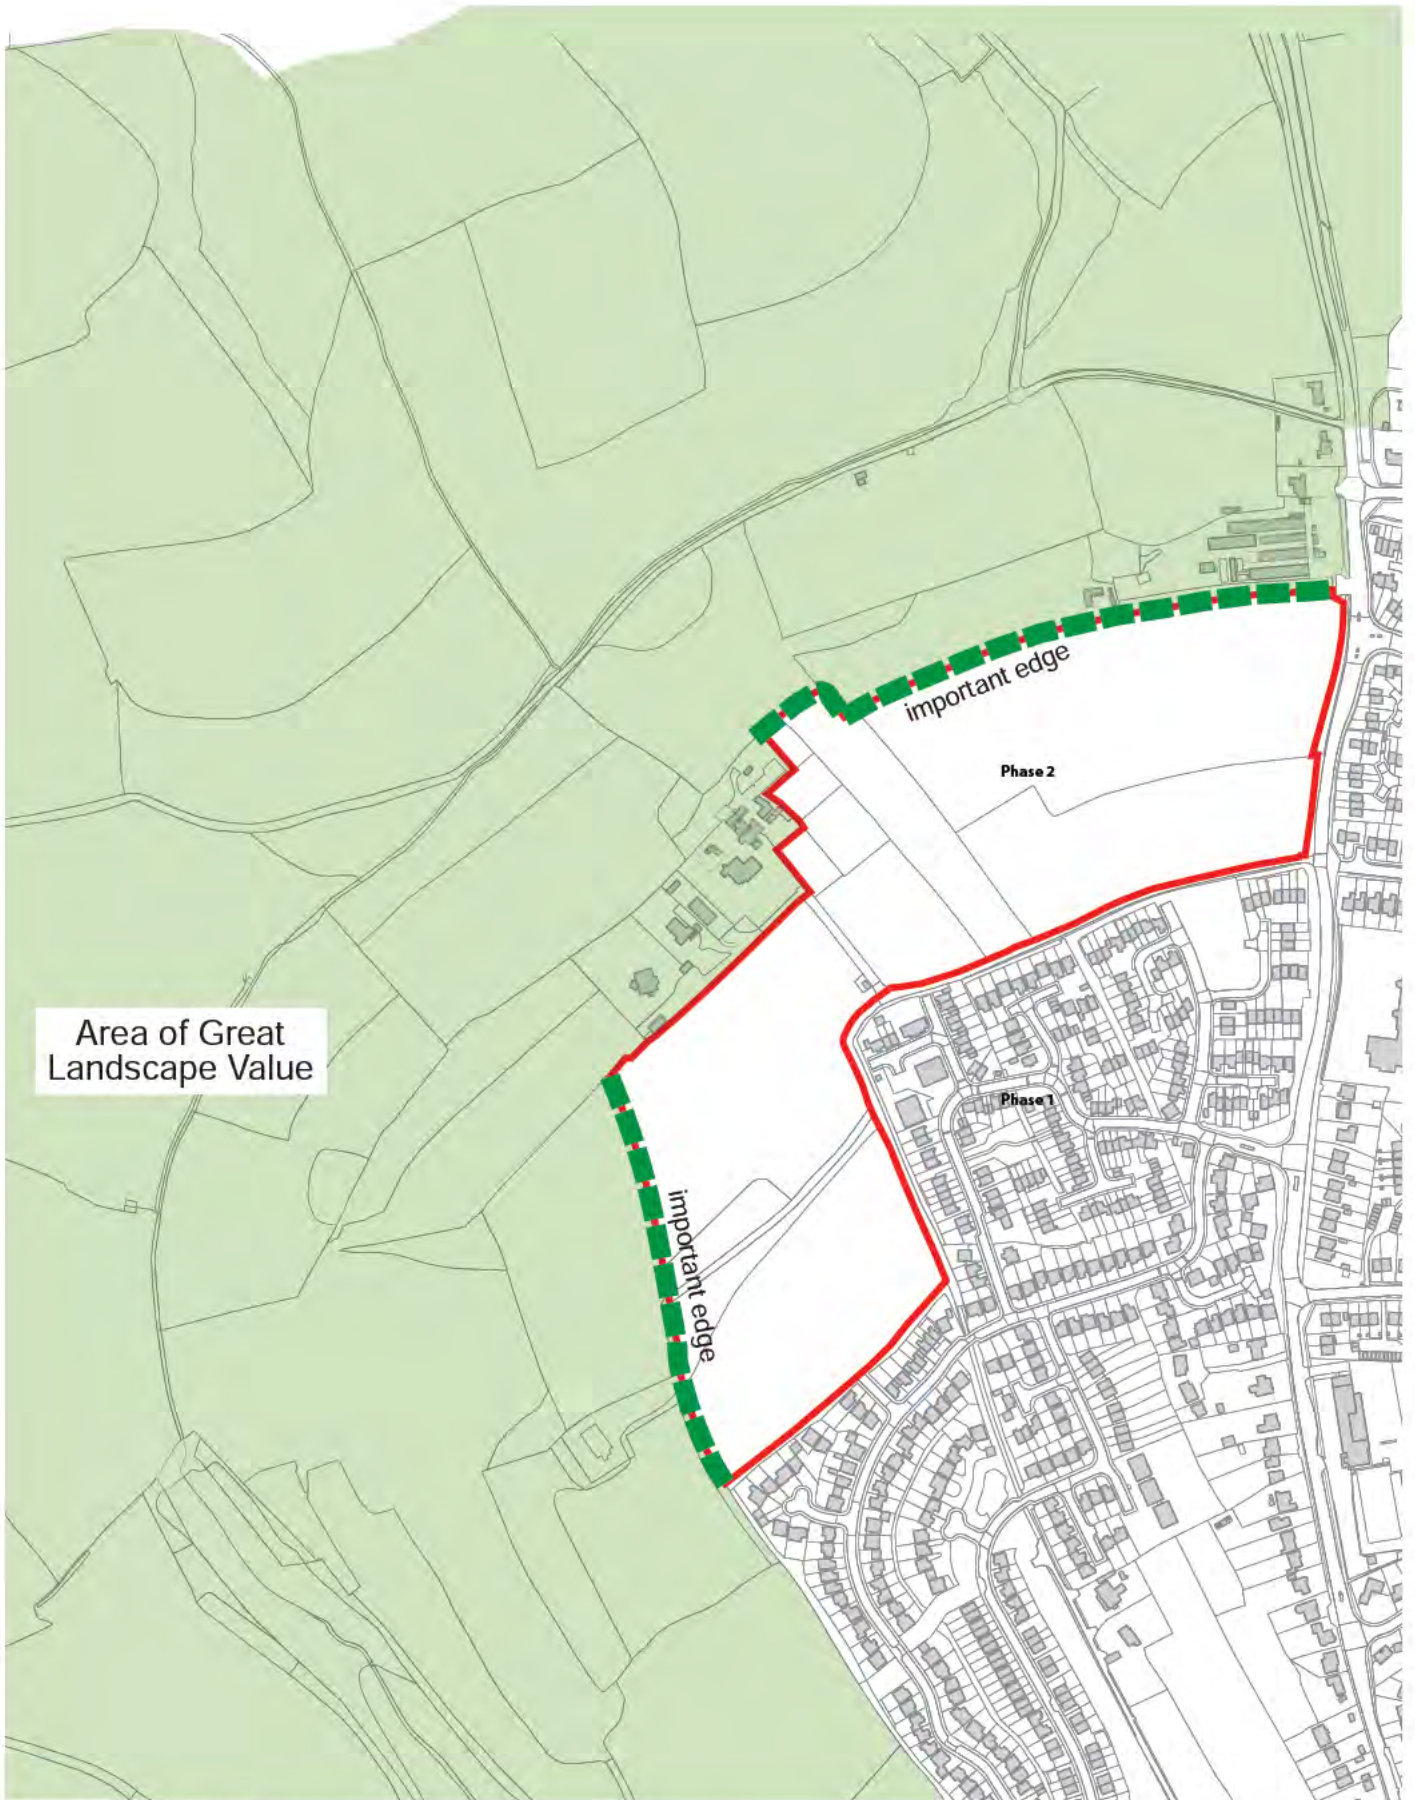 important edge
Phase 2
Area of Great
Landscape Value
Phase 1
important edge